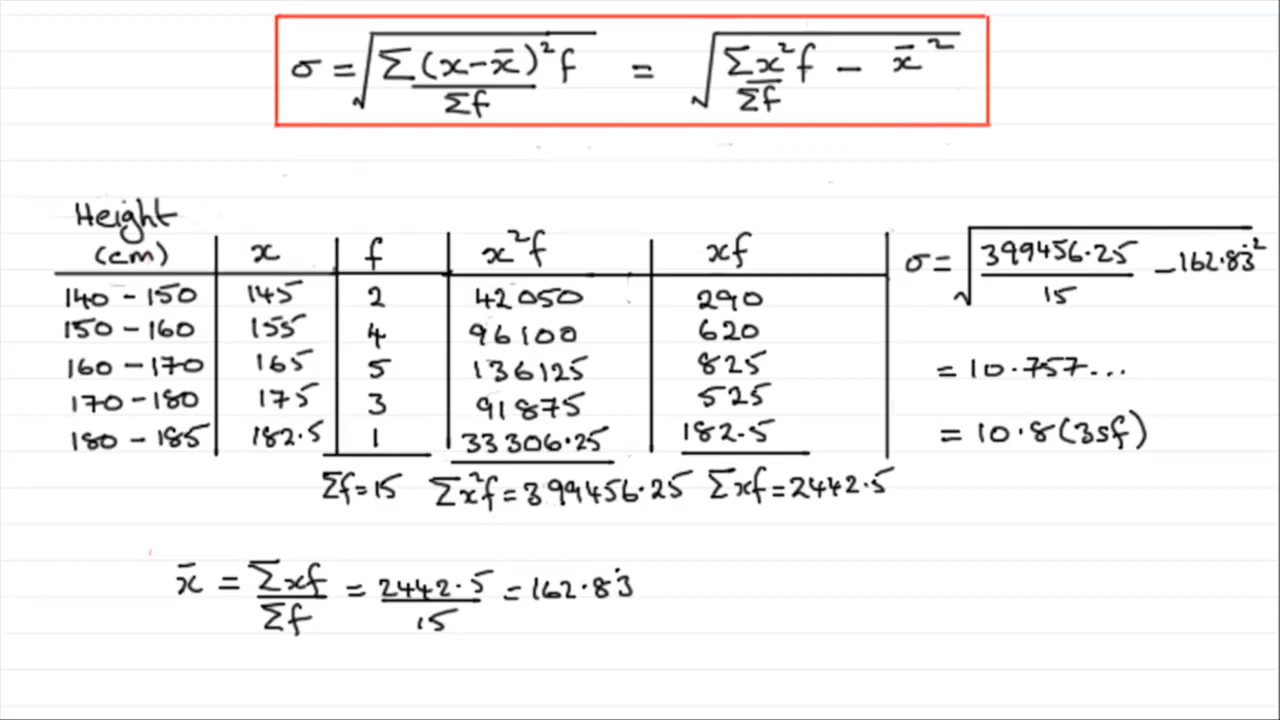 σ = √(Σ(x-x̄)²f / Σf) = √(Σx²f / Σf - x̄²)
Height (cm) | x | f | x²f | xf
140 - 150 | 145 | 2 | 42050 | 290
150 - 160 | 155 | 4 | 96100 | 620
160 - 170 | 165 | 5 | 136125 | 825
170 - 180 | 175 | 3 | 91875 | 525
180 - 185 | 182.5 | 1 | 33306.25 | 182.5
Σf = 15 Σx²f = 399456.25 Σxf = 2442.5
σ = √(399456.25 / 15 - 162.83̇²)
= 10.757...
= 10.8 (3sf)
x̄ = Σxf / Σf = 2442.5 / 15 = 162.83̇